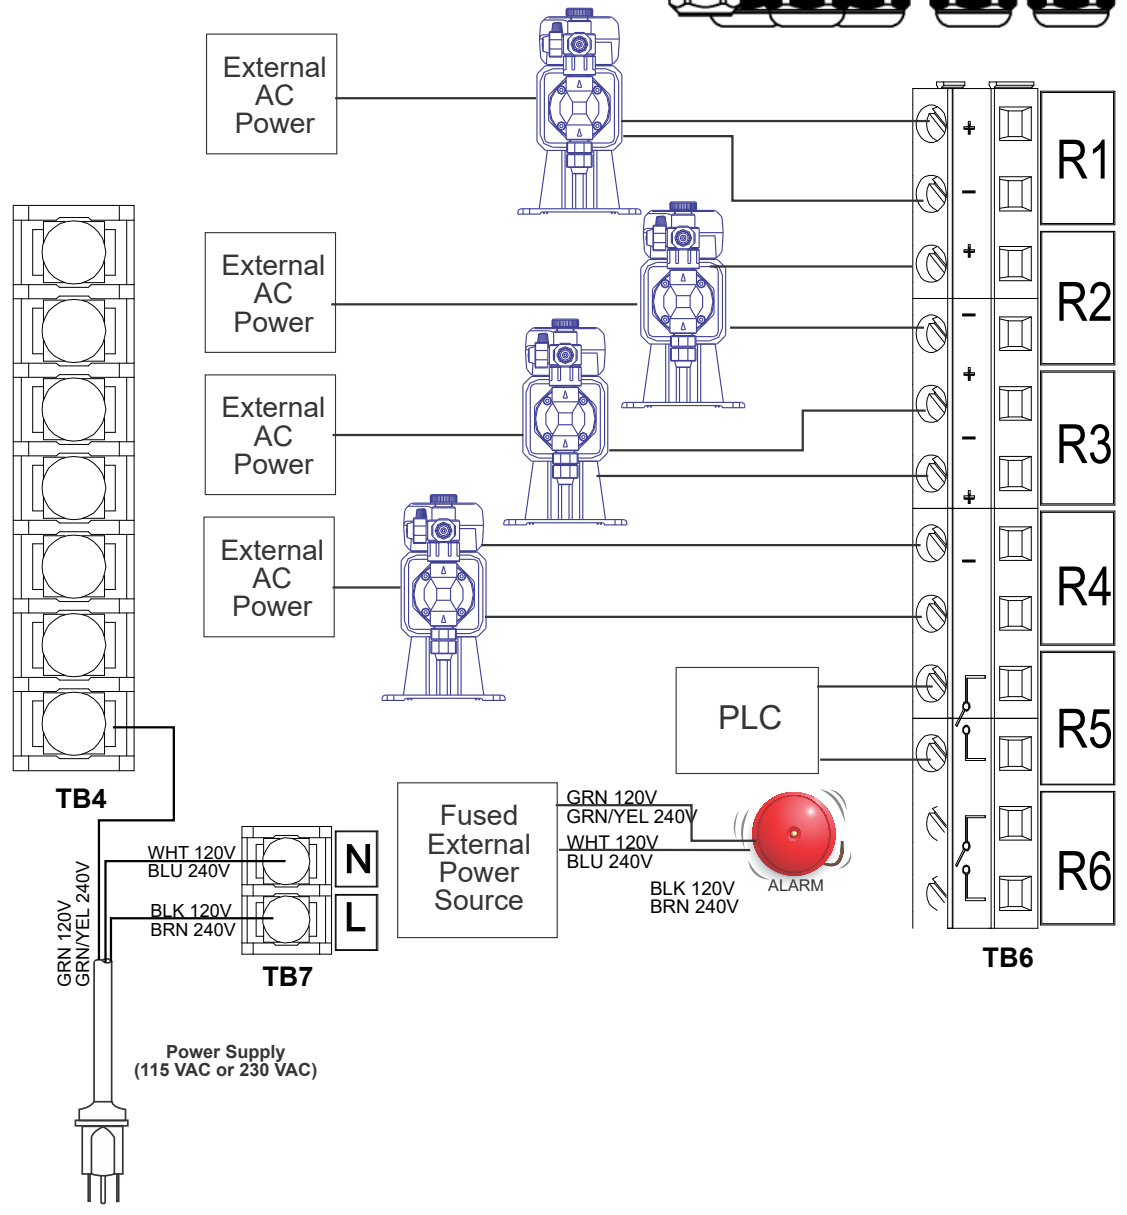 External
AC
Power
R1
+
–
External
AC
Power
+
–
R2
External
AC
Power
+
–
R3
+
External
AC
Power
–
R4
PLC
R5
TB4
Fused
External
Power
Source
GRN 120V
GRN/YEL 240V
WHT 120V
BLU 240V
BLK 120V
BRN 240V
ALARM
R6
TB6
WHT 120V
BLU 240V
N
BLK 120V
BRN 240V
L
TB7
GRN 120V
GRN/YEL 240V
Power Supply
(115 VAC or 230 VAC)